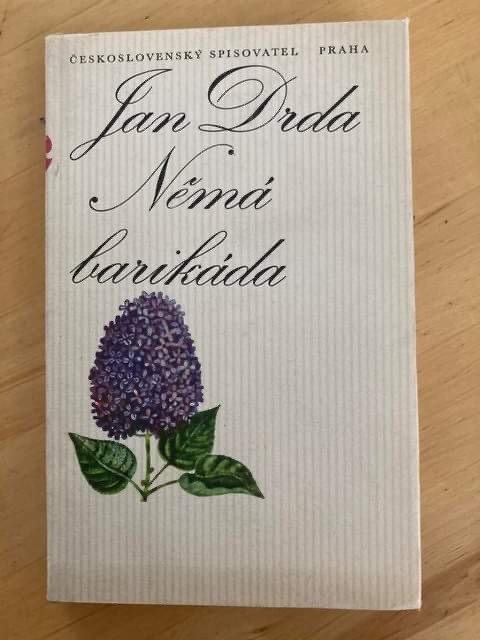 ČESKOSLOVENSKÝ SPISOVATEL PRAHA
Jan Drda
Němá
barikáda